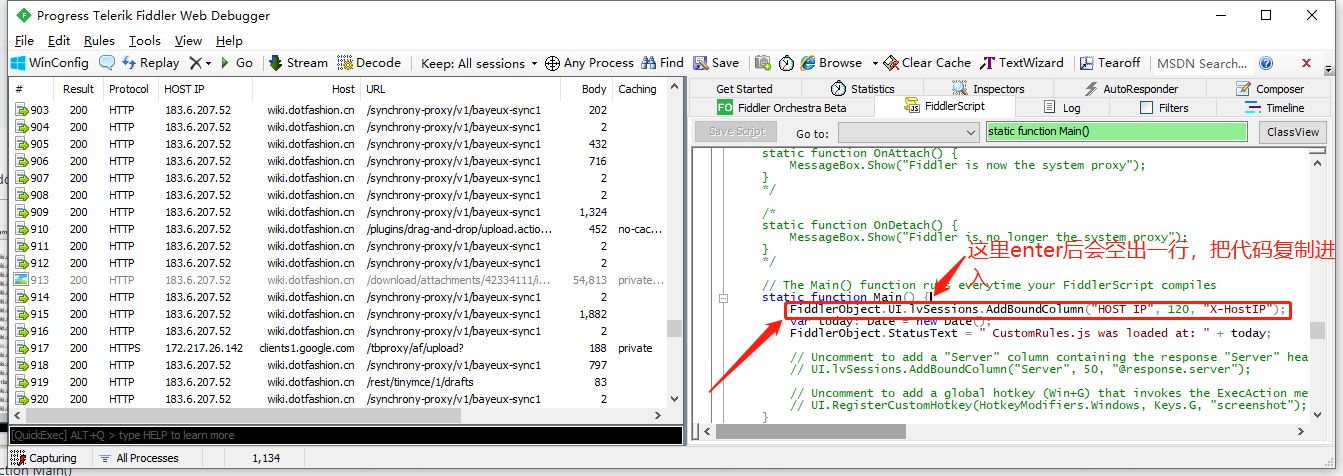 Progress Telerik Fiddler Web Debugger
File Edit Rules Tools View Help
WinConfig Replay Go Stream Decode Keep: All sessions Any Process Find Save Browse Clear Cache TextWizard Tearoff MSDN Search...
# Result Protocol HOST IP Host URL Body Caching
903 200 HTTP 183.6.207.52 wiki.dotfashion.cn /synchrony-proxy/v1/bayeux-sync1 202
904 200 HTTP 183.6.207.52 wiki.dotfashion.cn /synchrony-proxy/v1/bayeux-sync1 2
905 200 HTTP 183.6.207.52 wiki.dotfashion.cn /synchrony-proxy/v1/bayeux-sync1 432
906 200 HTTP 183.6.207.52 wiki.dotfashion.cn /synchrony-proxy/v1/bayeux-sync1 716
907 200 HTTP 183.6.207.52 wiki.dotfashion.cn /synchrony-proxy/v1/bayeux-sync1 2
908 200 HTTP 183.6.207.52 wiki.dotfashion.cn /synchrony-proxy/v1/bayeux-sync1 2
909 200 HTTP 183.6.207.52 wiki.dotfashion.cn /synchrony-proxy/v1/bayeux-sync1 1,324
910 200 HTTP 183.6.207.52 wiki.dotfashion.cn /plugins/drag-and-drop/upload.actio... 452 no-cac...
911 200 HTTP 183.6.207.52 wiki.dotfashion.cn /synchrony-proxy/v1/bayeux-sync1 2
912 200 HTTP 183.6.207.52 wiki.dotfashion.cn /synchrony-proxy/v1/bayeux-sync1 2
913 200 HTTP 183.6.207.52 wiki.dotfashion.cn /download/attachments/42334111/i... 54,813 private...
914 200 HTTP 183.6.207.52 wiki.dotfashion.cn /synchrony-proxy/v1/bayeux-sync1 2
915 200 HTTP 183.6.207.52 wiki.dotfashion.cn /synchrony-proxy/v1/bayeux-sync1 1,882
916 200 HTTP 183.6.207.52 wiki.dotfashion.cn /synchrony-proxy/v1/bayeux-sync1 2
917 200 HTTPS 172.217.26.142 clients1.google.com /tbproxy/af/upload? 188 private
918 200 HTTP 183.6.207.52 wiki.dotfashion.cn /synchrony-proxy/v1/bayeux-sync1 797
919 200 HTTP 183.6.207.52 wiki.dotfashion.cn /rest/tinymce/1/drafts 83
920 200 HTTP 183.6.207.52 wiki.dotfashion.cn /synchrony-proxy/v1/bayeux-sync1 2
[QuickExec] ALT+Q > type HELP to learn more
Capturing All Processes 1,134
Get Started Statistics Inspectors AutoResponder Composer
FO Fiddler Orchestra Beta FiddlerScript Log Filters Timeline
Save Script Go to: static function Main() ClassView
static function OnAttach() {
MessageBox.Show("Fiddler is now the system proxy");
}
*/
/*
static function OnDetach() {
MessageBox.Show("Fiddler is no longer the system proxy");
}
*/
这里enter后会空出一行，把代码复制进
入
// The Main() function runs everytime your FiddlerScript compiles
static function Main() {
FiddlerObject.UI.lvSessions.AddBoundColumn("HOST IP", 120, "X-HostIP");
var today: Date = new Date();
FiddlerObject.StatusText = " CustomRules.js was loaded at: " + today;
// Uncomment to add a "Server" column containing the response "Server" hea
// UI.lvSessions.AddBoundColumn("Server", 50, "@response.server");
// Uncomment to add a global hotkey (Win+G) that invokes the ExecAction me
// UI.RegisterCustomHotkey(HotkeyModifiers.Windows, Keys.G, "screenshot");
}
ction Main()